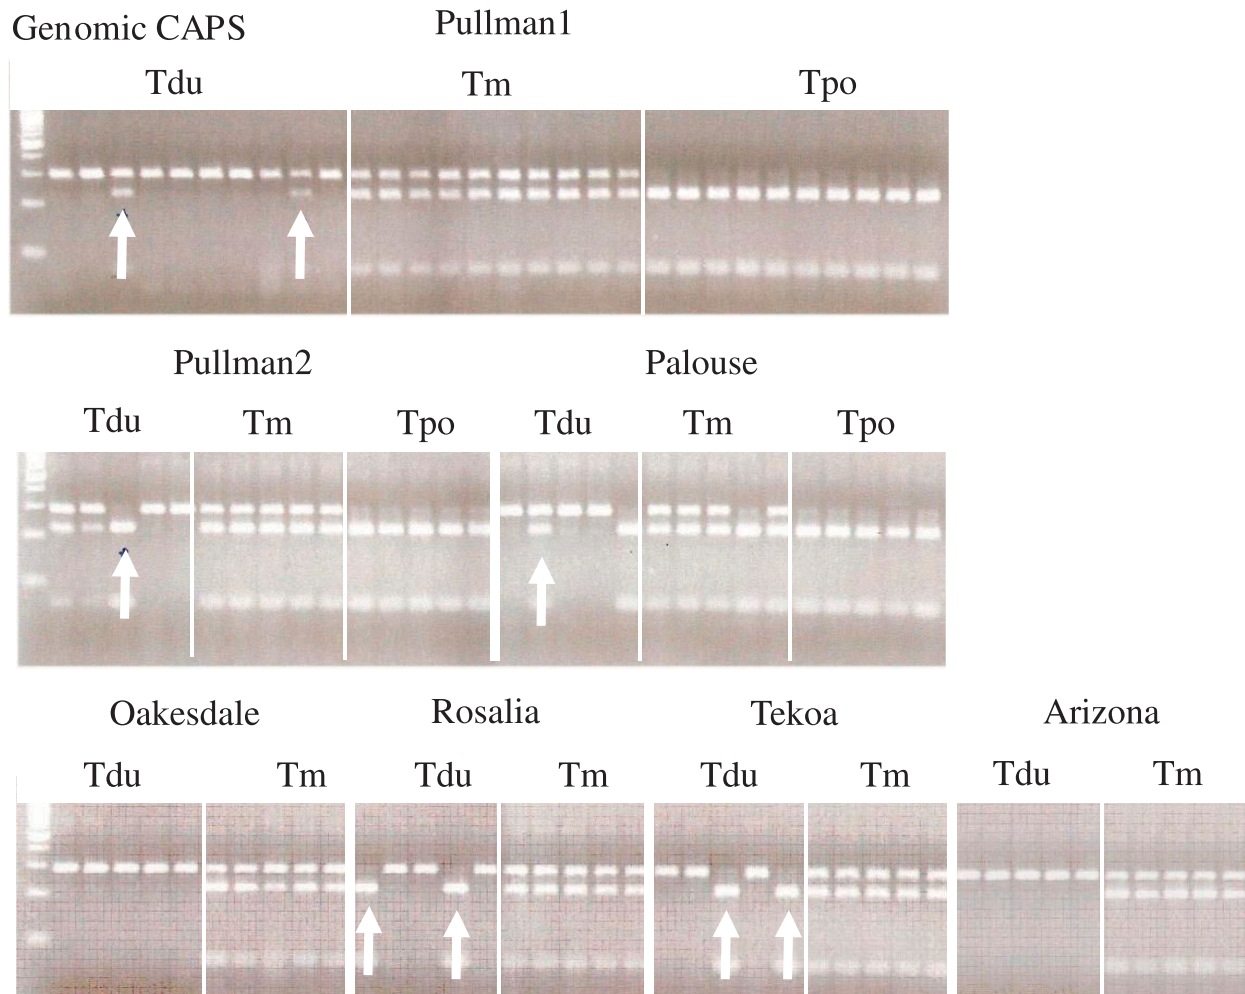 Genomic CAPS Pullman1
Tdu Tm Tpo
Pullman2 Palouse
Tdu Tm Tpo Tdu Tm Tpo
Oakesdale Rosalia Tekoa Arizona
Tdu Tm Tdu Tm Tdu Tm Tdu Tm